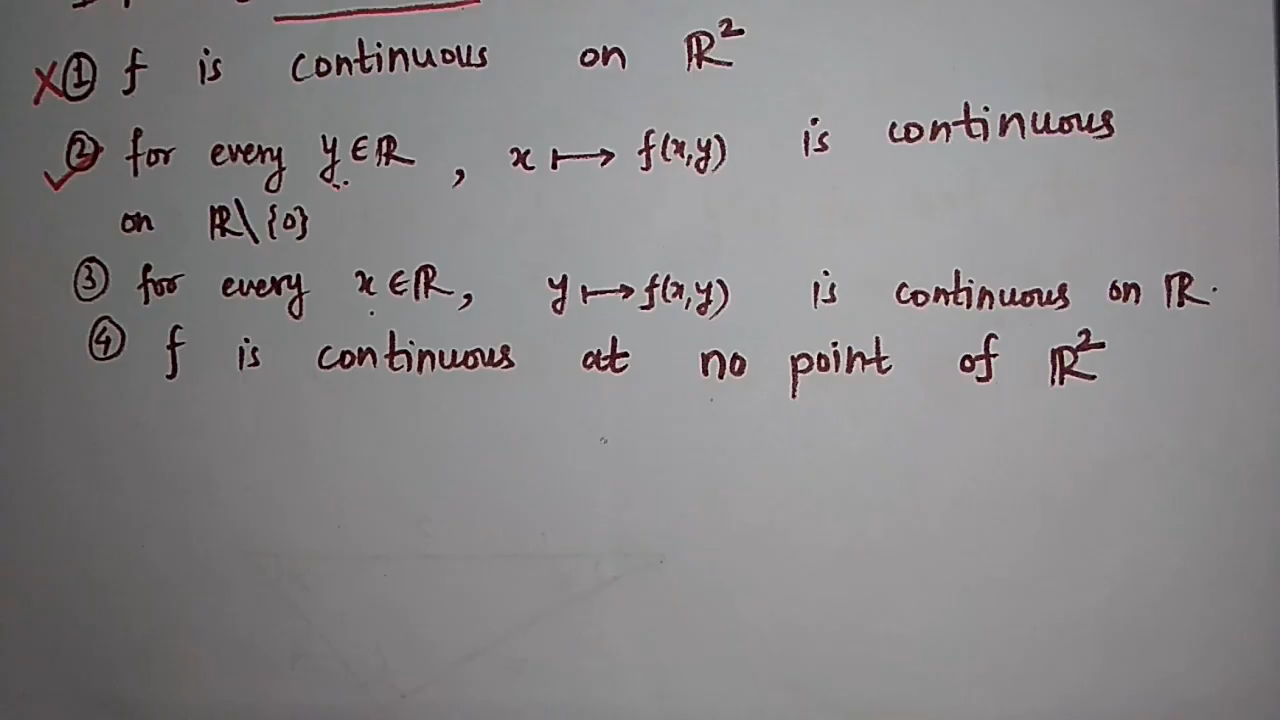 X ① f is continuous on ℝ²
② for every y ∈ ℝ, x ↦ f(x,y) is continuous
on ℝ\{0}
③ for every x ∈ ℝ, y ↦ f(x,y) is continuous on ℝ.
④ f is continuous at no point of ℝ²